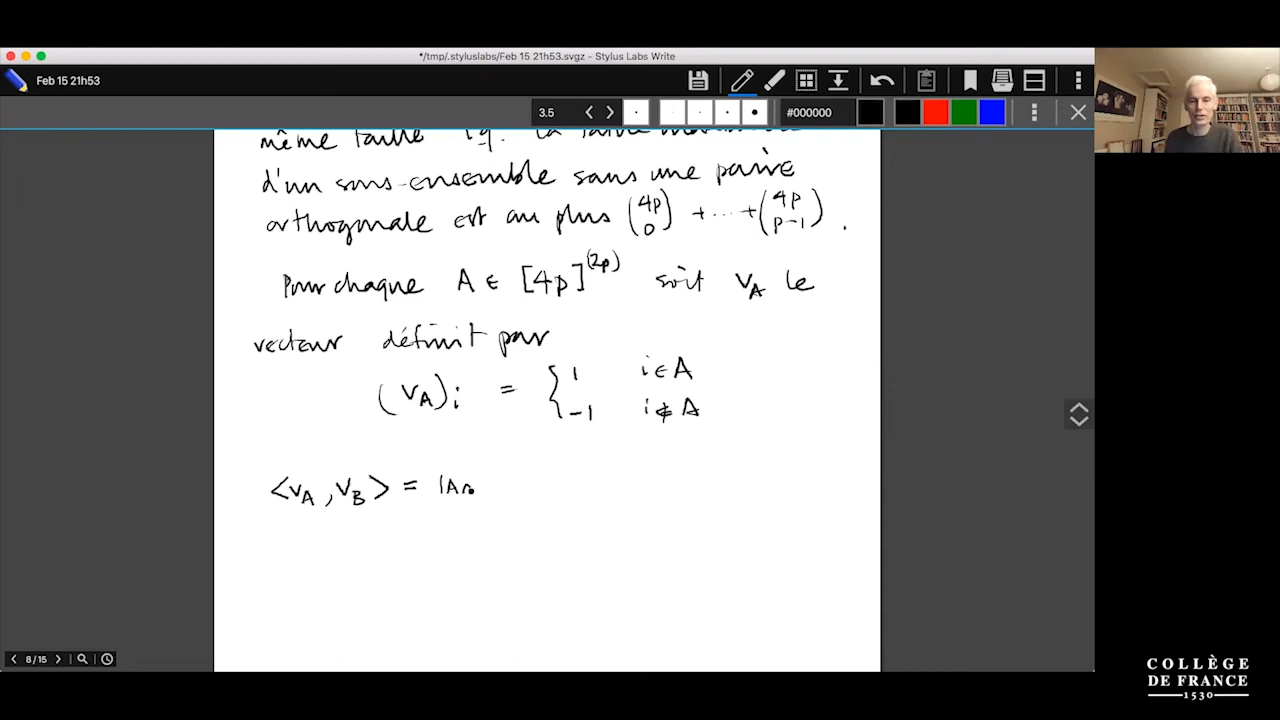 */tmp/.styluslabs/Feb 15 21h53.svgz - Stylus Labs Write
Feb 15 21h53
3.5
#000000
même
d'un sous-ensemble sans une paire
orthogonale est au plus (4p 0) + ... + (4p p-1) .
Pour chaque A ∈ [4p]^(2p) soit v_A le
vecteur définit par
(v_A)_i = { 1 i∈A
-1 i∉A
<v_A , v_B> = |A∩
8/15
COLLÈGE
DE FRANCE
1530